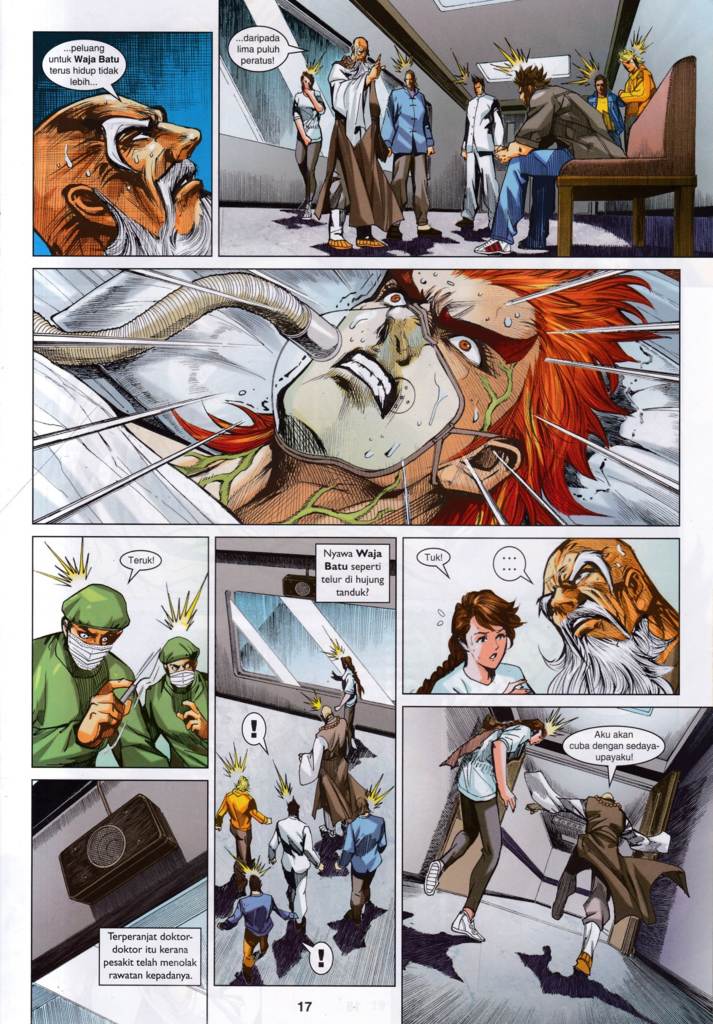 ...peluang
untuk Waja Batu
terus hidup tidak
lebih...
...daripada
lima puluh
peratus!
Teruk!
Terperanjat doktor-
doktor itu kerana
pesakit telah menolak
rawatan kepadanya.
Nyawa Waja
Batu seperti
telur di hujung
tanduk?
!
!
Tuk!
......
Aku akan
cuba dengan sedaya-
upayaku!
17